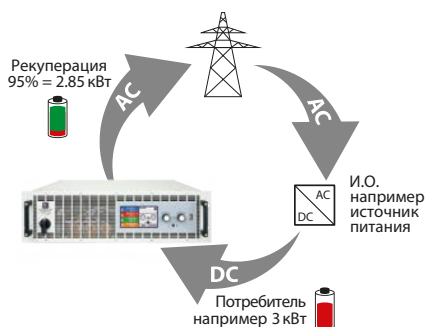 Рекуперация
95% = 2.85 кВт
AC
AC
AC
DC
И.О.
например
источник
питания
DC
Потребитель
например 3 кВт